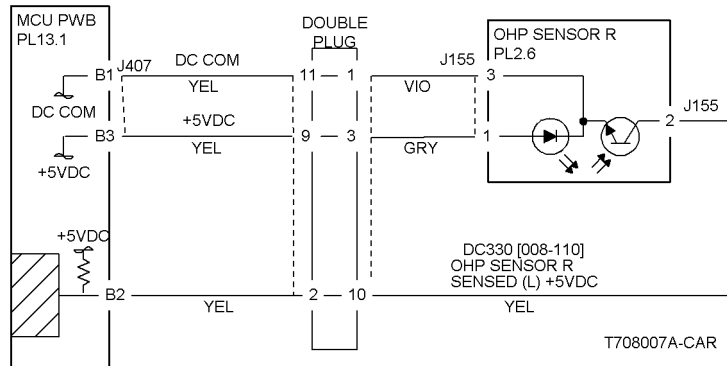 MCU PWB
PL13.1
DOUBLE
PLUG
OHP SENSOR R
PL2.6
B1
J407
DC COM
YEL
11
1
VIO
J155
3
DC COM
B3
+5VDC
YEL
9
3
GRY
1
2
J155
+5VDC
+5VDC
B2
YEL
2
10
DC330 [008-110]
OHP SENSOR R
SENSED (L) +5VDC
YEL
T708007A-CAR